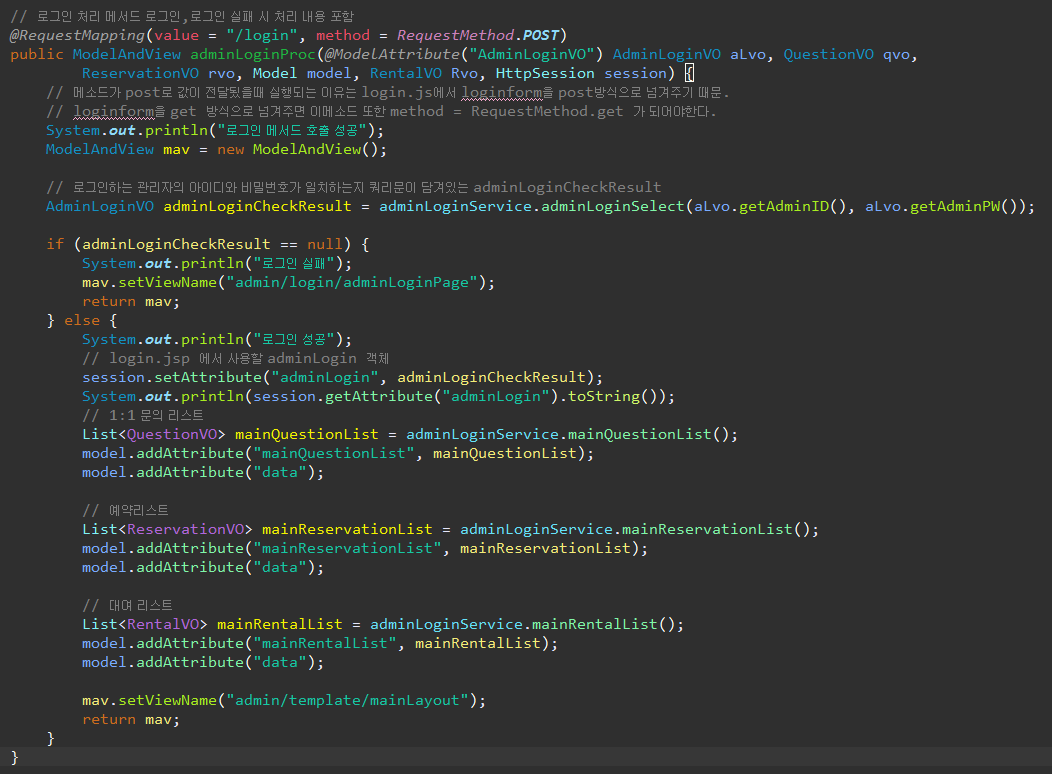 // 로그인 처리 메서드 로그인,로그인 실패 시 처리 내용 포함
@RequestMapping(value = "/login", method = RequestMethod.POST)
public ModelAndView adminLoginProc(@ModelAttribute("AdminLoginVO") AdminLoginVO aLvo, QuestionVO qvo,
ReservationVO rvo, Model model, RentalVO Rvo, HttpSession session) {
// 메소드가 post로 값이 전달됫을때 실행되는 이유는 login.js에서 loginform을 post방식으로 넘겨주기 때문.
// loginform을 get 방식으로 넘겨주면 이메소드 또한 method = RequestMethod.get 가 되어야한다.
System.out.println("로그인 메서드 호출 성공");
ModelAndView mav = new ModelAndView();
// 로그인하는 관리자의 아이디와 비밀번호가 일치하는지 쿼리문이 담겨있는 adminLoginCheckResult
AdminLoginVO adminLoginCheckResult = adminLoginService.adminLoginSelect(aLvo.getAdminID(), aLvo.getAdminPW());
if (adminLoginCheckResult == null) {
System.out.println("로그인 실패");
mav.setViewName("admin/login/adminLoginPage");
return mav;
} else {
System.out.println("로그인 성공");
// login.jsp 에서 사용할 adminLogin 객체
session.setAttribute("adminLogin", adminLoginCheckResult);
System.out.println(session.getAttribute("adminLogin").toString());
// 1:1 문의 리스트
List<QuestionVO> mainQuestionList = adminLoginService.mainQuestionList();
model.addAttribute("mainQuestionList", mainQuestionList);
model.addAttribute("data");
// 예약리스트
List<ReservationVO> mainReservationList = adminLoginService.mainReservationList();
model.addAttribute("mainReservationList", mainReservationList);
model.addAttribute("data");
// 대여 리스트
List<RentalVO> mainRentalList = adminLoginService.mainRentalList();
model.addAttribute("mainRentalList", mainRentalList);
model.addAttribute("data");
mav.setViewName("admin/template/mainLayout");
return mav;
}
}